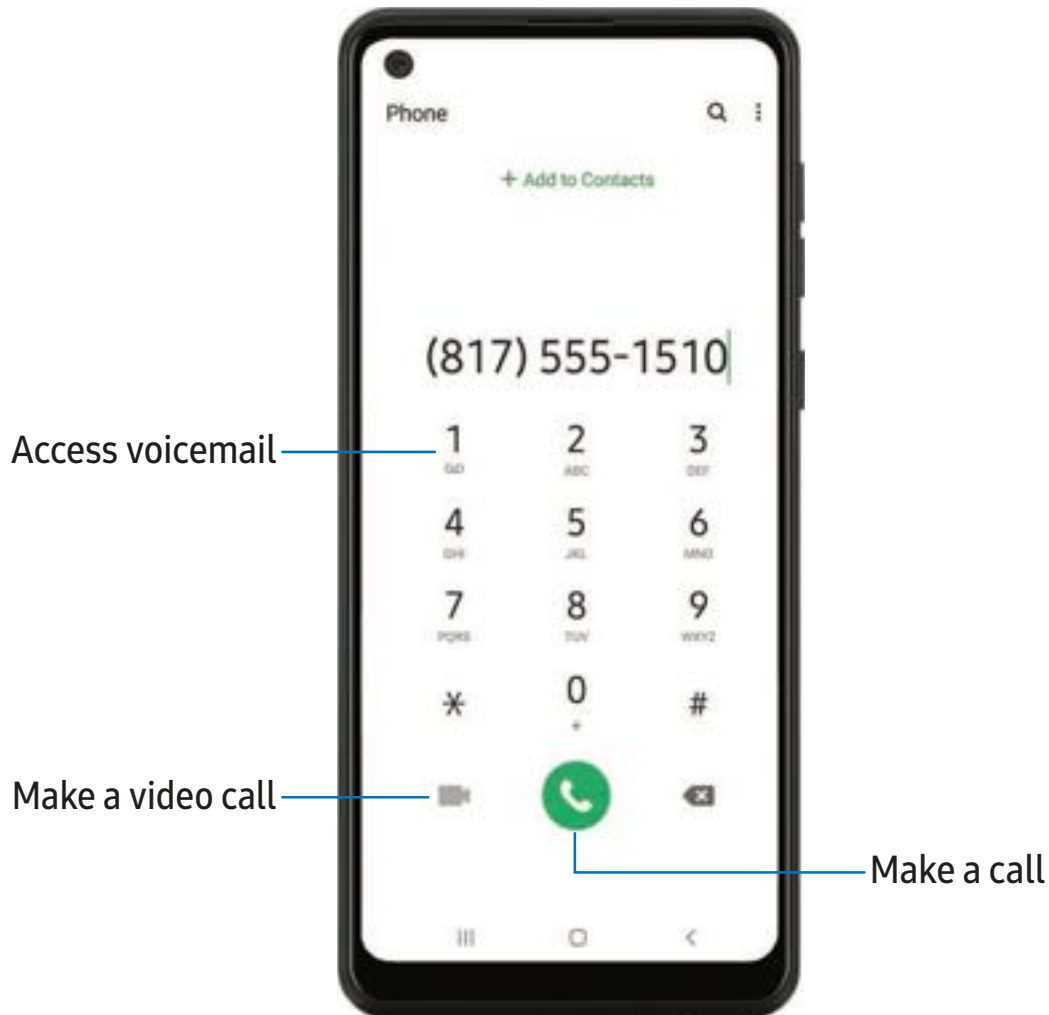 Phone
+ Add to Contacts
(817) 555-1510
Access voicemail
1 2 3
ABC DEF
4 5 6
GHI JKL MNO
7 8 9
PQRS TUV WXYZ
* 0 #
+
Make a video call
Make a call